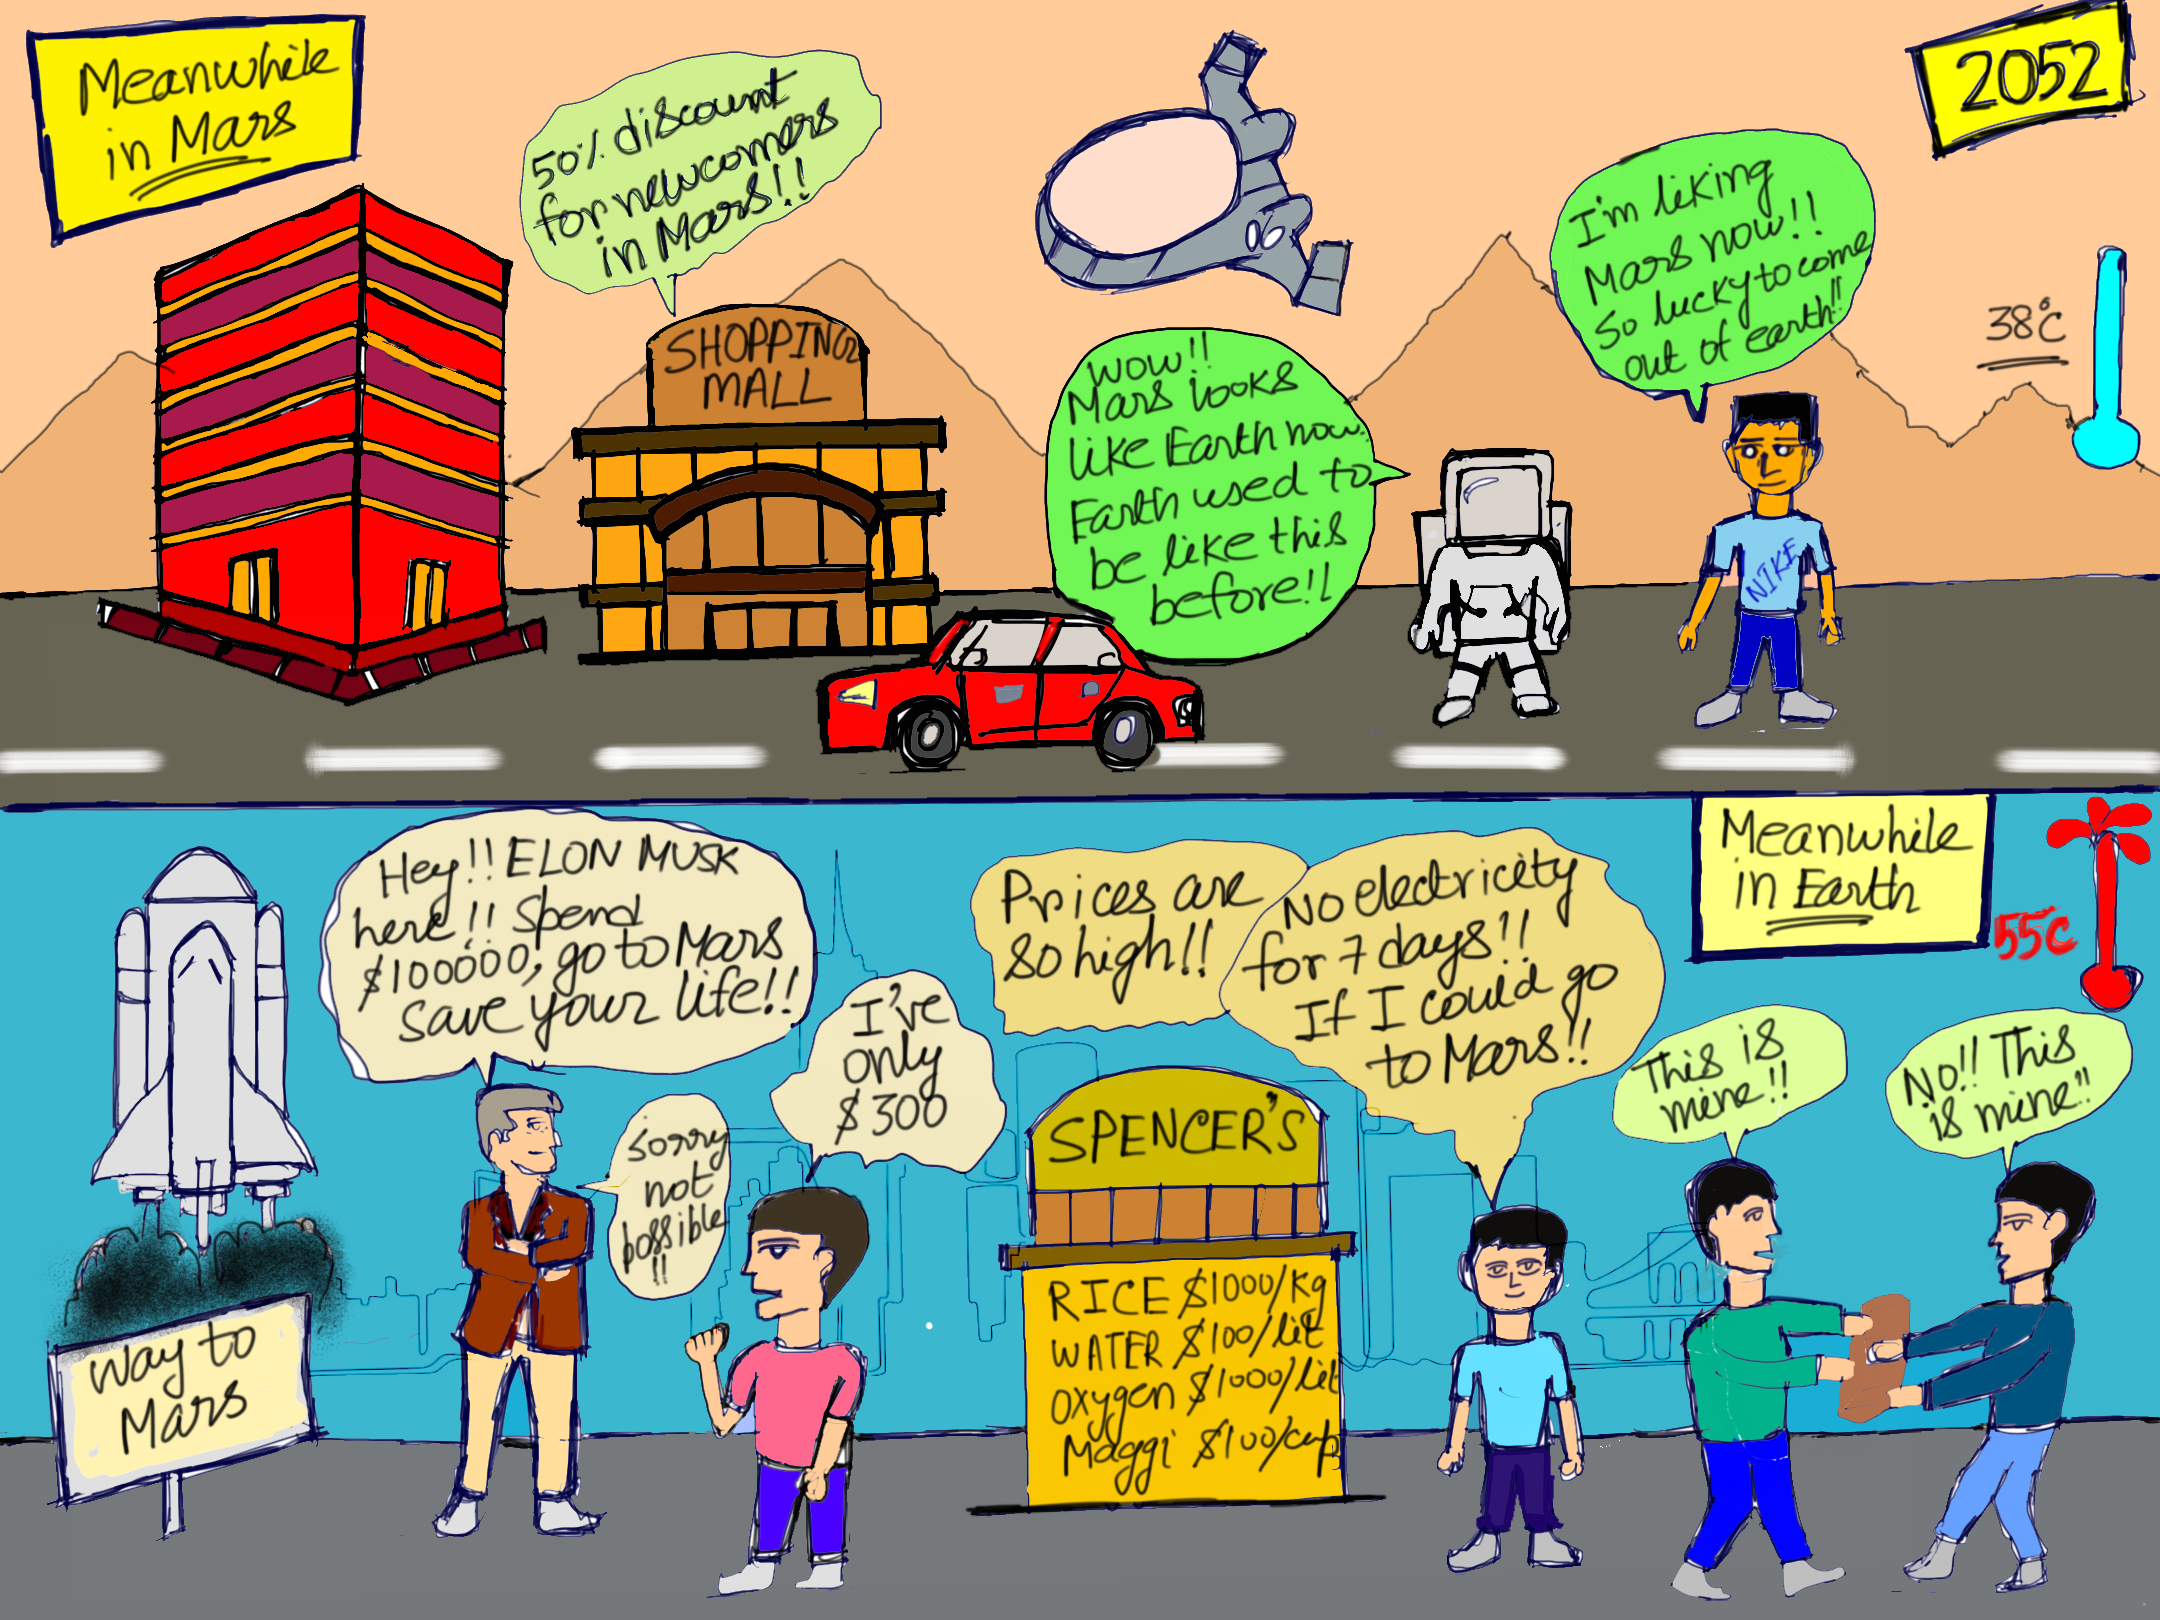 Meanwhile
in Mars
50% discount
for newcomers
in Mars!!
2052
I'm liking
Mars now!!
So lucky to come
out of earth!!
38°C
SHOPPING
MALL
WOW!!
Mars looks
like Earth now.
Earth used to
be like this
before!!
NIKE
Hey!! ELON MUSK
here!! Spend
$100000, go to Mars
save your life!!
Prices are
so high!!
No electricity
for 7 days!!
If I could go
to Mars!!
Meanwhile
in Earth
55C
I've
only
$300
sorry
not
possible
!!
This is
mine!!
No!! This
is mine!!
SPENCER'S
RICE $1000/Kg
WATER $100/lit
Oxygen $1000/lit
Maggi $100/cup
Way to
Mars